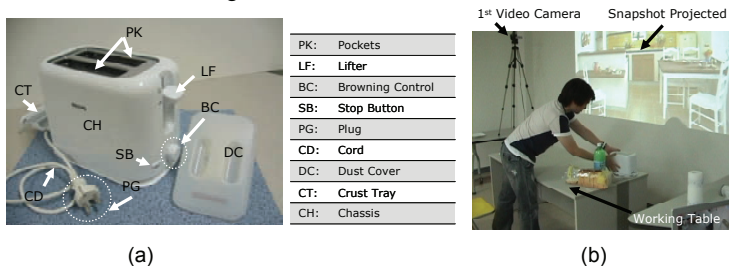 PK
LF
CT
BC
CH
SB
DC
CD
PG
PK: Pockets
LF: Lifter
BC: Browning Control
SB: Stop Button
PG: Plug
CD: Cord
DC: Dust Cover
CT: Crust Tray
CH: Chassis
1st Video Camera
Snapshot Projected
Working Table
(a)
(b)